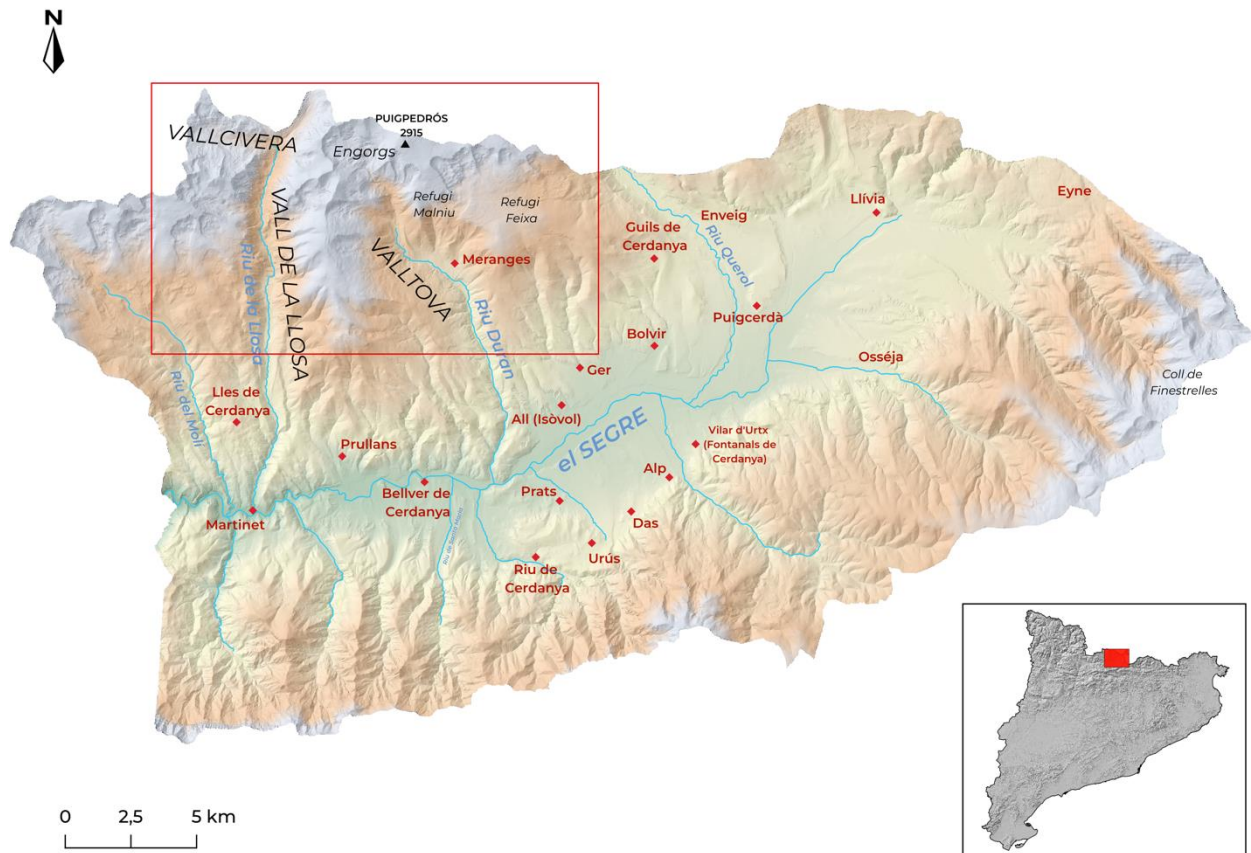 N
PUIGPEDRÓS
2915
VALLCIVERA
Engorgs
Refugi
Malniu
Refugi
Feixa
Llívia
Eyne
Enveig
Guils de
Cerdanya
Riu Querol
VALL DE LA LLOSA
Riu de la Llosa
VALLTOVA
Meranges
Riu Duran
Puigcerdà
Bolvir
Osséja
Ger
Coll de
Finestrelles
Riu del Molí
Lles de
Cerdanya
All (Isòvol)
el SEGRE
Vilar d'Urtx
(Fontanals de
Cerdanya)
Prullans
Alp
Bellver de
Cerdanya
Prats
Martinet
Das
Urús
Riu de
Cerdanya
0 2,5 5 km